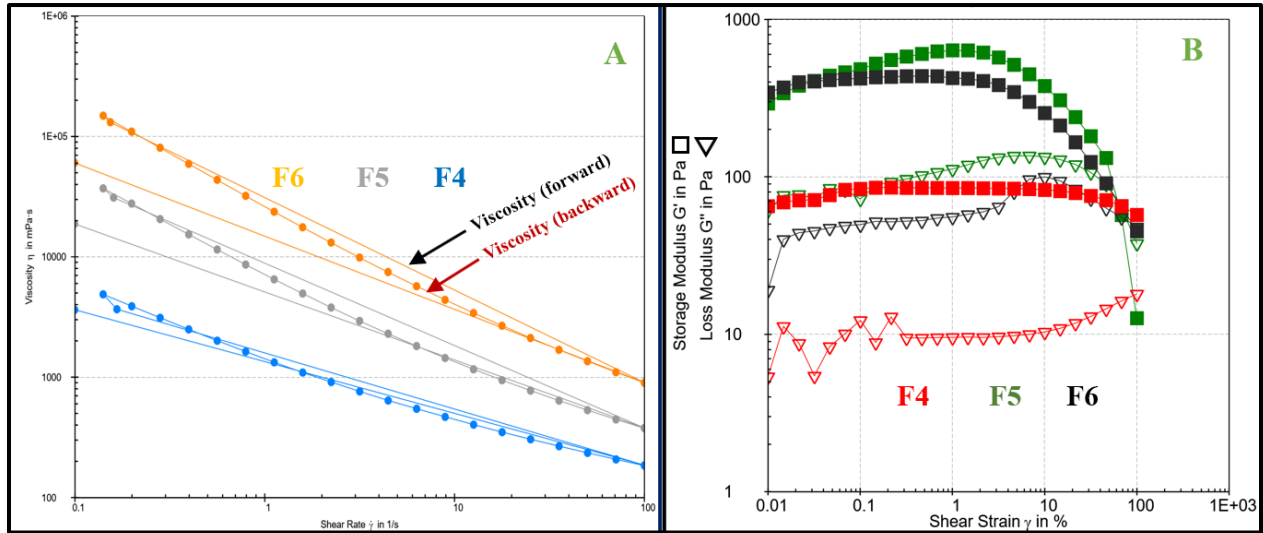 A
1E+06
1E+05
10000
1000
100
Viscosity η in mPa·s
F6 F5 F4
Viscosity (forward)
Viscosity (backward)
0.1 1 10 100
Shear Rate γ̇ in 1/s
B
1000
100
10
1
Storage Modulus G' in Pa
Loss Modulus G'' in Pa
F4 F5 F6
0.01 0.1 1 10 100 1E+03
Shear Strain γ in %